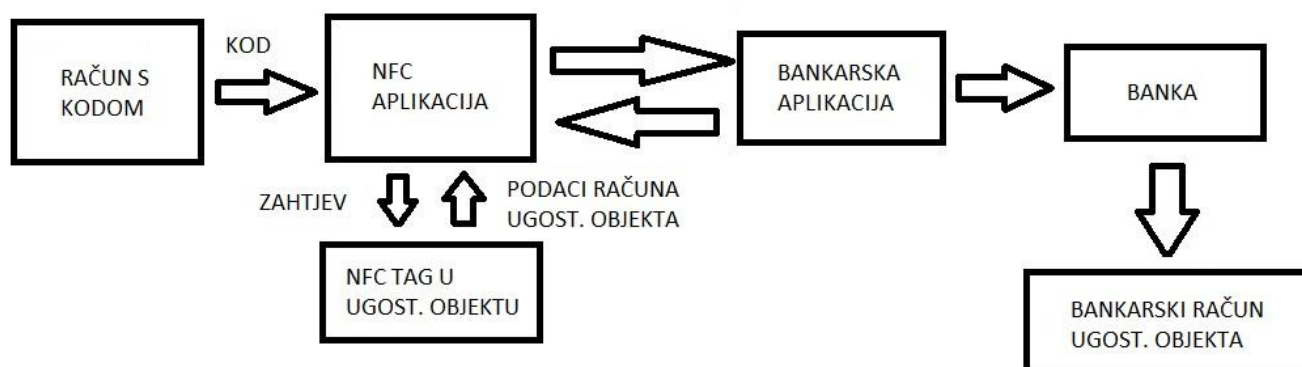 KOD
RAČUN S
KODOM
NFC
APLIKACIJA
BANKARSKA
APLIKACIJA
BANKA
ZAHTJEV
PODACI RAČUNA
UGOST. OBJEKTA
NFC TAG U
UGOST. OBJEKTU
BANKARSKI RAČUN
UGOST. OBJEKTA